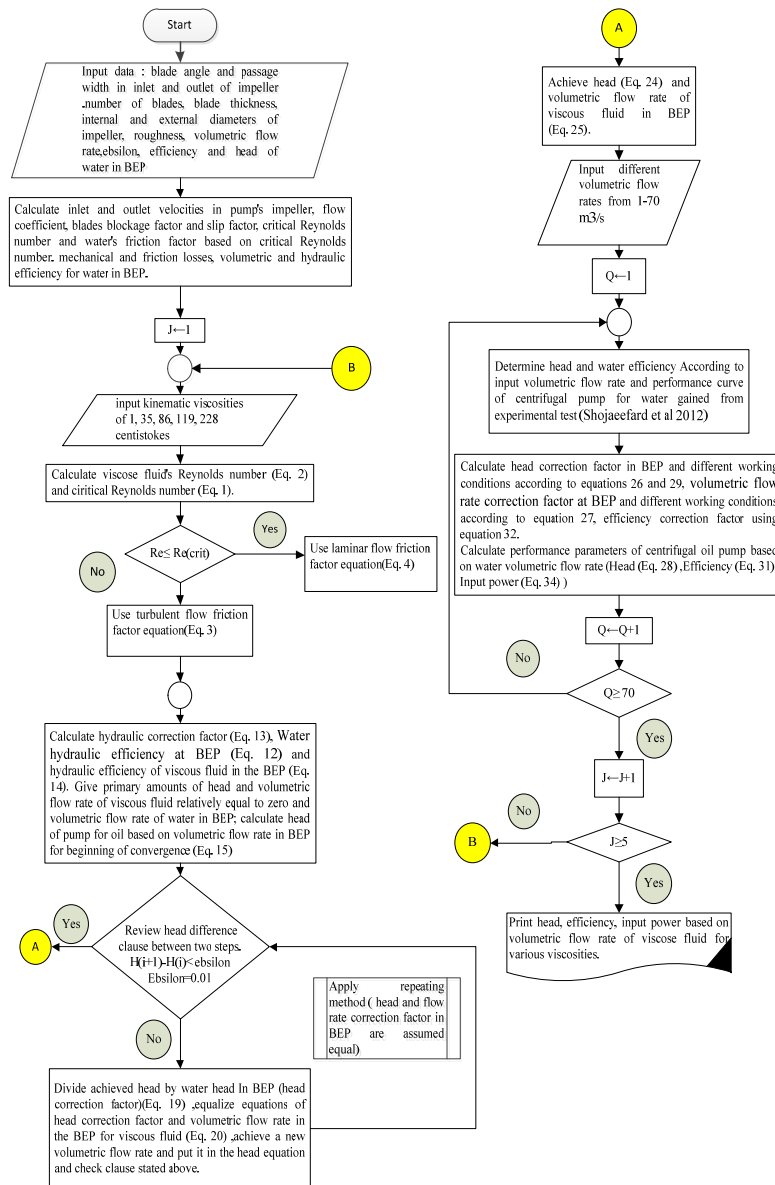 Start
Input data : blade angle and passage
width in inlet and outlet of impeller
.number of blades, blade thickness,
internal and external diameters of
impeller, roughness, volumetric flow
rate,ebsilon, efficiency and head of
water in BEP
Calculate inlet and outlet velocities in pump's impeller, flow
coefficient, blades blockage factor and slip factor, critical Reynolds
number and water's friction factor based on critical Reynolds
number. mechanical and friction losses, volumetric and hydraulic
efficiency for water in BEP.
J←1
B
input kinematic viscosities
of 1, 35, 86, 119, 228
centistokes
Calculate viscose fluid's Reynolds number (Eq. 2)
and ciritical Reynolds number (Eq. 1).
Re≤ Re(crit)
Yes
Use laminar flow friction
factor equation(Eq. 4)
No
Use turbulent flow friction
factor equation(Eq. 3)
Calculate hydraulic correction factor (Eq. 13), Water
hydraulic efficiency at BEP (Eq. 12) and
hydraulic efficiency of viscous fluid in the BEP (Eq.
14). Give primary amounts of head and volumetric
flow rate of viscous fluid relatively equal to zero and
volumetric flow rate of water in BEP; calculate head
of pump for oil based on volumetric flow rate in BEP
for beginning of convergence (Eq. 15)
Review head difference
clause between two steps.
H(i+1)-H(i)<ebsilon
Ebsilon=0.01
Yes
A
No
Apply repeating
method( head and flow
rate correction factor in
BEP are assumed
equal)
Divide achieved head by water head In BEP (head
correction factor)(Eq. 19) ,equalize equations of
head correction factor and volumetric flow rate in
the BEP for viscous fluid (Eq. 20) ,achieve a new
volumetric flow rate and put it in the head equation
and check clause stated above.
A
Achieve head (Eq. 24) and
volumetric flow rate of
viscous fluid in BEP
(Eq. 25).
Input different
volumetric flow
rates from 1-70
m3/s
Q←1
Determine head and water efficiency According to
input volumetric flow rate and performance curve
of centrifugal pump for water gained from
experimental test (Shojaeefard et al 2012)
Calculate head correction factor in BEP and different working
conditions according to equations 26 and 29, volumetric flow
rate correction factor at BEP and different working conditions
according to equation 27, efficiency correction factor using
equation 32.
Calculate performance parameters of centrifugal oil pump based
on water volumetric flow rate (Head (Eq. 28) ,Efficiency (Eq. 31)
Input power (Eq. 34) )
Q←Q+1
No
Q≥70
Yes
J←J+1
No
B
J≥5
Yes
Print head, efficiency, input power based on
volumetric flow rate of viscose fluid for
various viscosities.